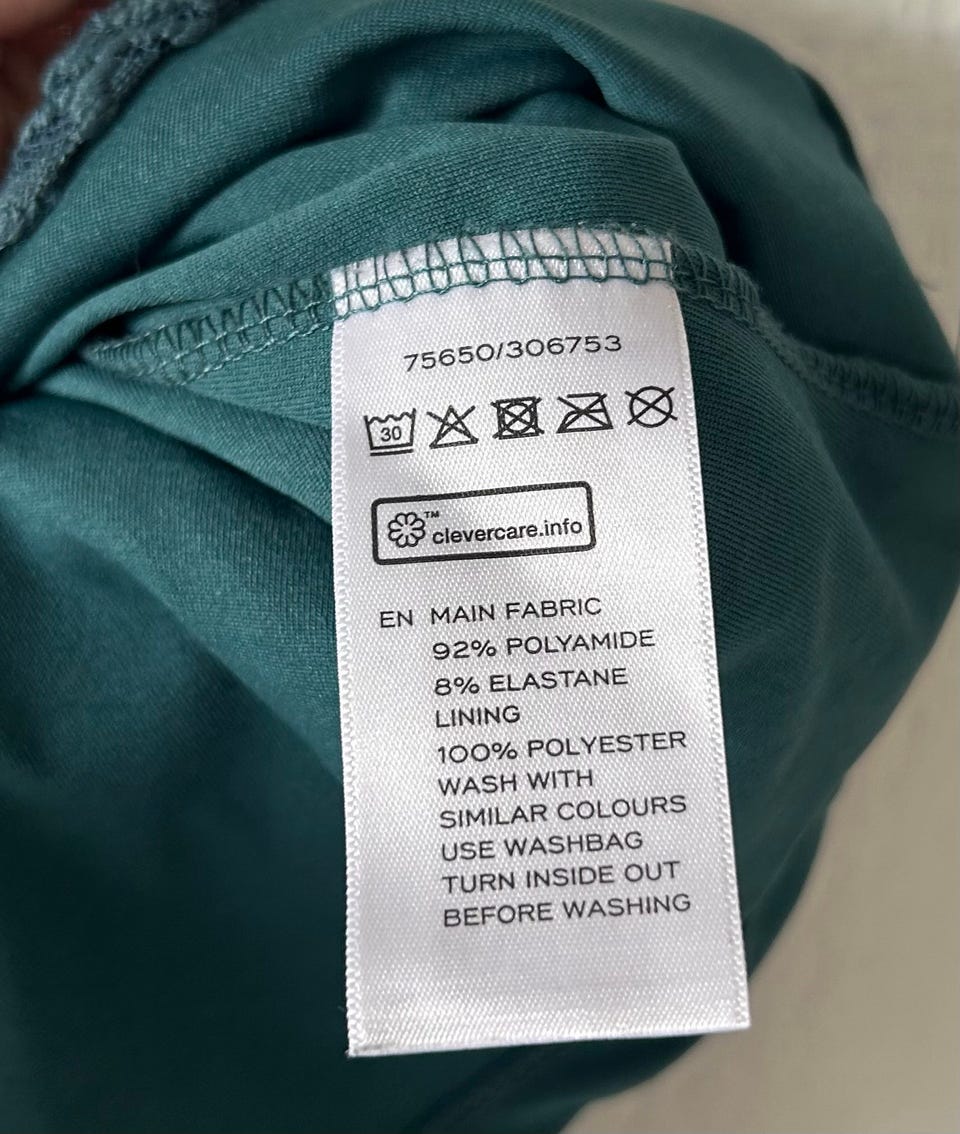 75650/306753
30
™ clevercare.info
EN MAIN FABRIC
92% POLYAMIDE
8% ELASTANE
LINING
100% POLYESTER
WASH WITH
SIMILAR COLOURS
USE WASHBAG
TURN INSIDE OUT
BEFORE WASHING